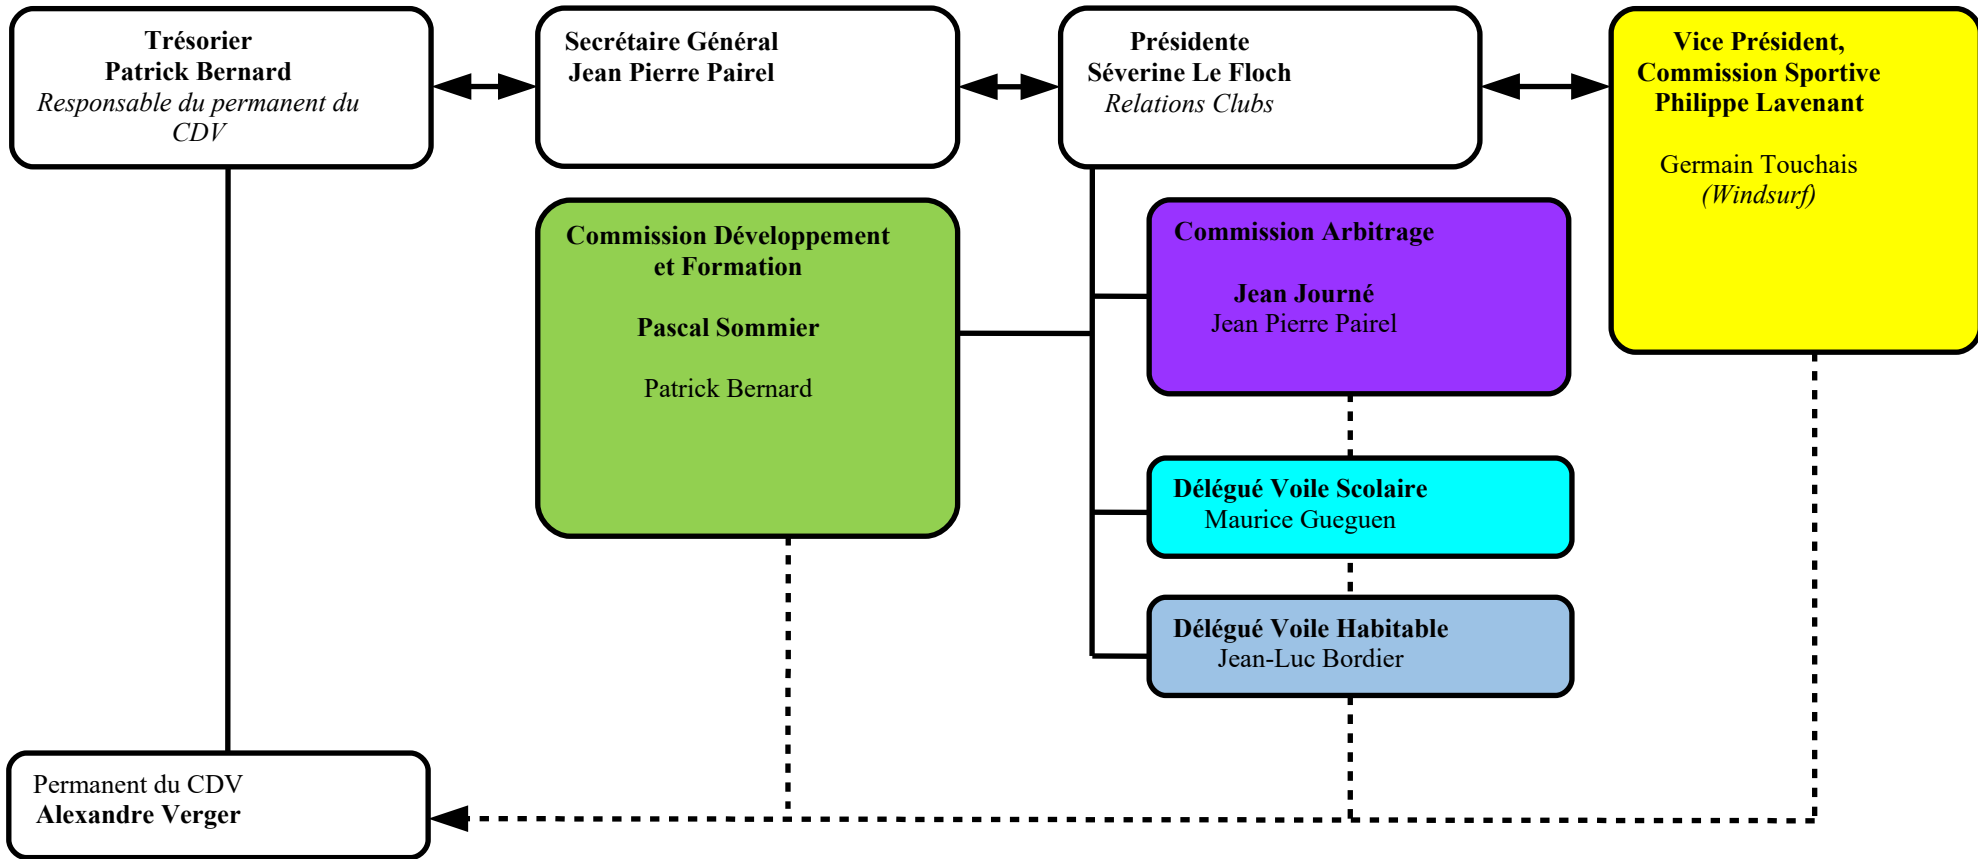 Trésorier
Patrick Bernard
Responsable du permanent du
CDV
Secrétaire Général
Jean Pierre Pairel
Présidente
Séverine Le Floch
Relations Clubs
Vice Président,
Commission Sportive
Philippe Lavenant
Germain Touchais
(Windsurf)
Commission Développement
et Formation
Pascal Sommier
Patrick Bernard
Commission Arbitrage
Jean Journé
Jean Pierre Pairel
Délégué Voile Scolaire
Maurice Gueguen
Délégué Voile Habitable
Jean-Luc Bordier
Permanent du CDV
Alexandre Verger